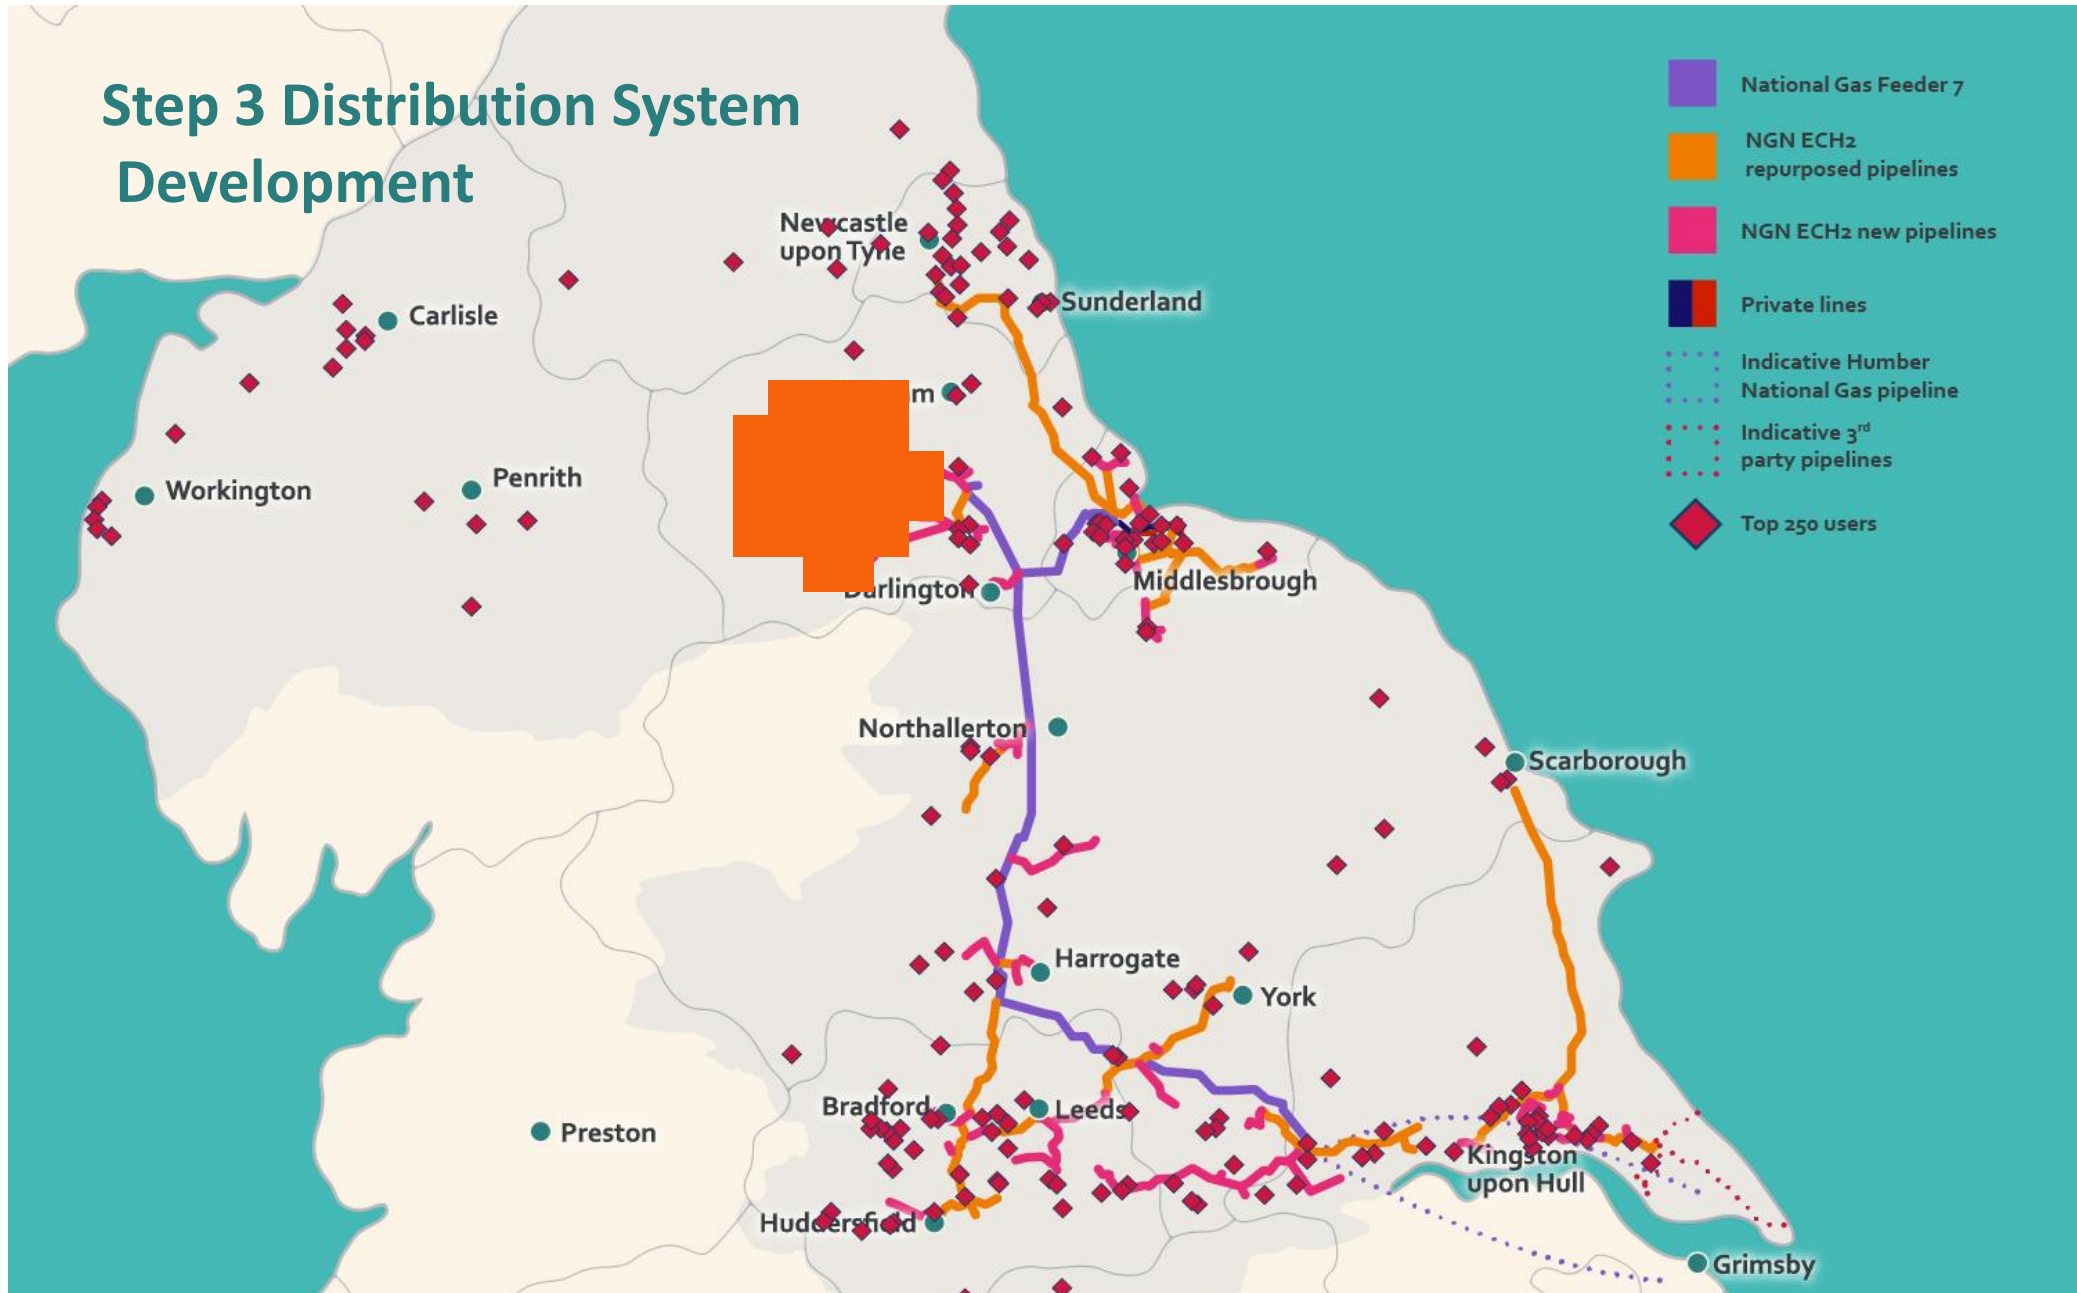 Step 3 Distribution System
Development
National Gas Feeder 7
NGN ECH2
repurposed pipelines
NGN ECH2 new pipelines
Private lines
Indicative Humber
National Gas pipeline
Indicative 3rd
party pipelines
Top 250 users
Newcastle
upon Tyne
Sunderland
Carlisle
Workington
Penrith
Darlington
Middlesbrough
Northallerton
Scarborough
Harrogate
York
Bradford
Leeds
Preston
Kingston
upon Hull
Huddersfield
Grimsby